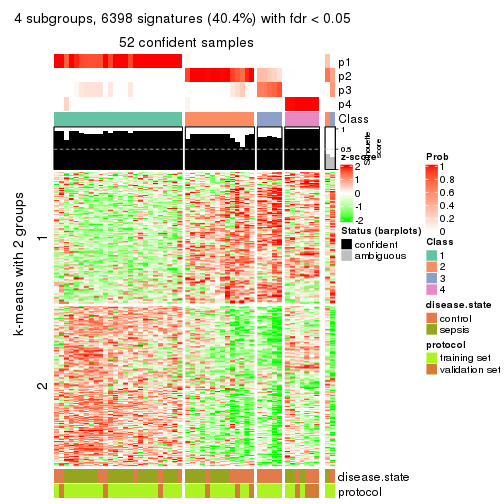 4 subgroups, 6398 signatures (40.4%) with fdr < 0.05
52 confident samples
p1
p2
p3
p4
Class
1
0.5
0
Silhouette score
k-means with 2 groups
1
2
disease.state
protocol
z-score
2
1
0
-1
-2
Status (barplots)
confident
ambiguous
Prob
1
0.8
0.6
0.4
0.2
0
Class
1
2
3
4
disease.state
control
sepsis
protocol
training set
validation set